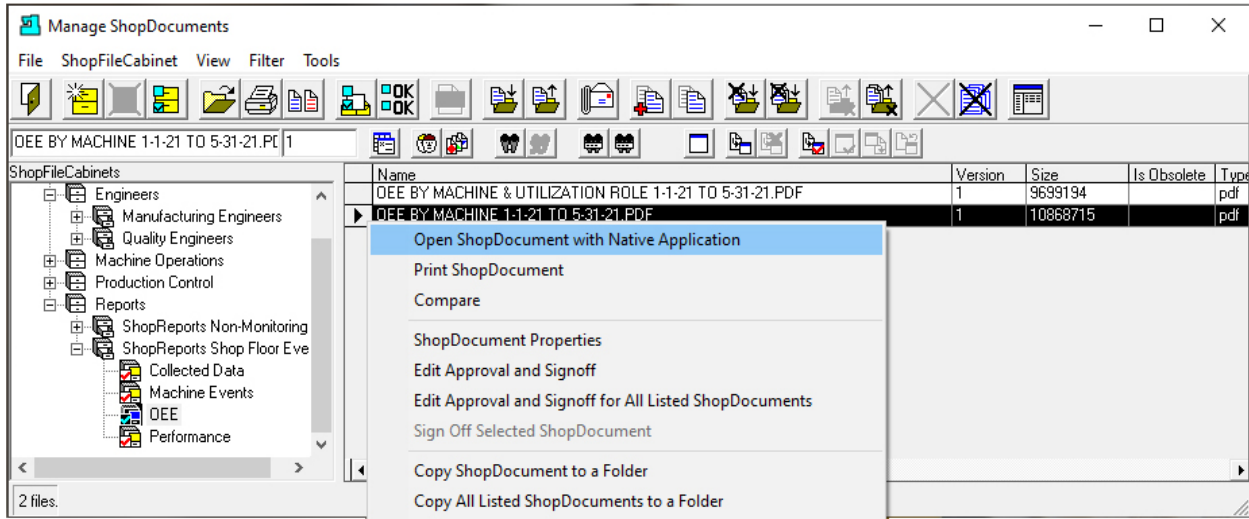 Manage ShopDocuments
File ShopFileCabinet View Filter Tools
OK
OK
OEE BY MACHINE 1-1-21 TO 5-31-21.PD 1
ShopFileCabinets
Name Version Size Is Obsolete Type
Engineers
OEE BY MACHINE & UTILIZATION ROLE 1-1-21 TO 5-31-21.PDF 1 9699194 pdf
Manufacturing Engineers
OEE BY MACHINE 1-1-21 TO 5-31-21.PDF 1 10868715 pdf
Quality Engineers
Machine Operations
Production Control
Reports
ShopReports Non-Monitoring
ShopReports Shop Floor Eve
Collected Data
Machine Events
OEE
Performance
Open ShopDocument with Native Application
Print ShopDocument
Compare
ShopDocument Properties
Edit Approval and Signoff
Edit Approval and Signoff for All Listed ShopDocuments
Sign Off Selected ShopDocument
Copy ShopDocument to a Folder
Copy All Listed ShopDocuments to a Folder
2 files.